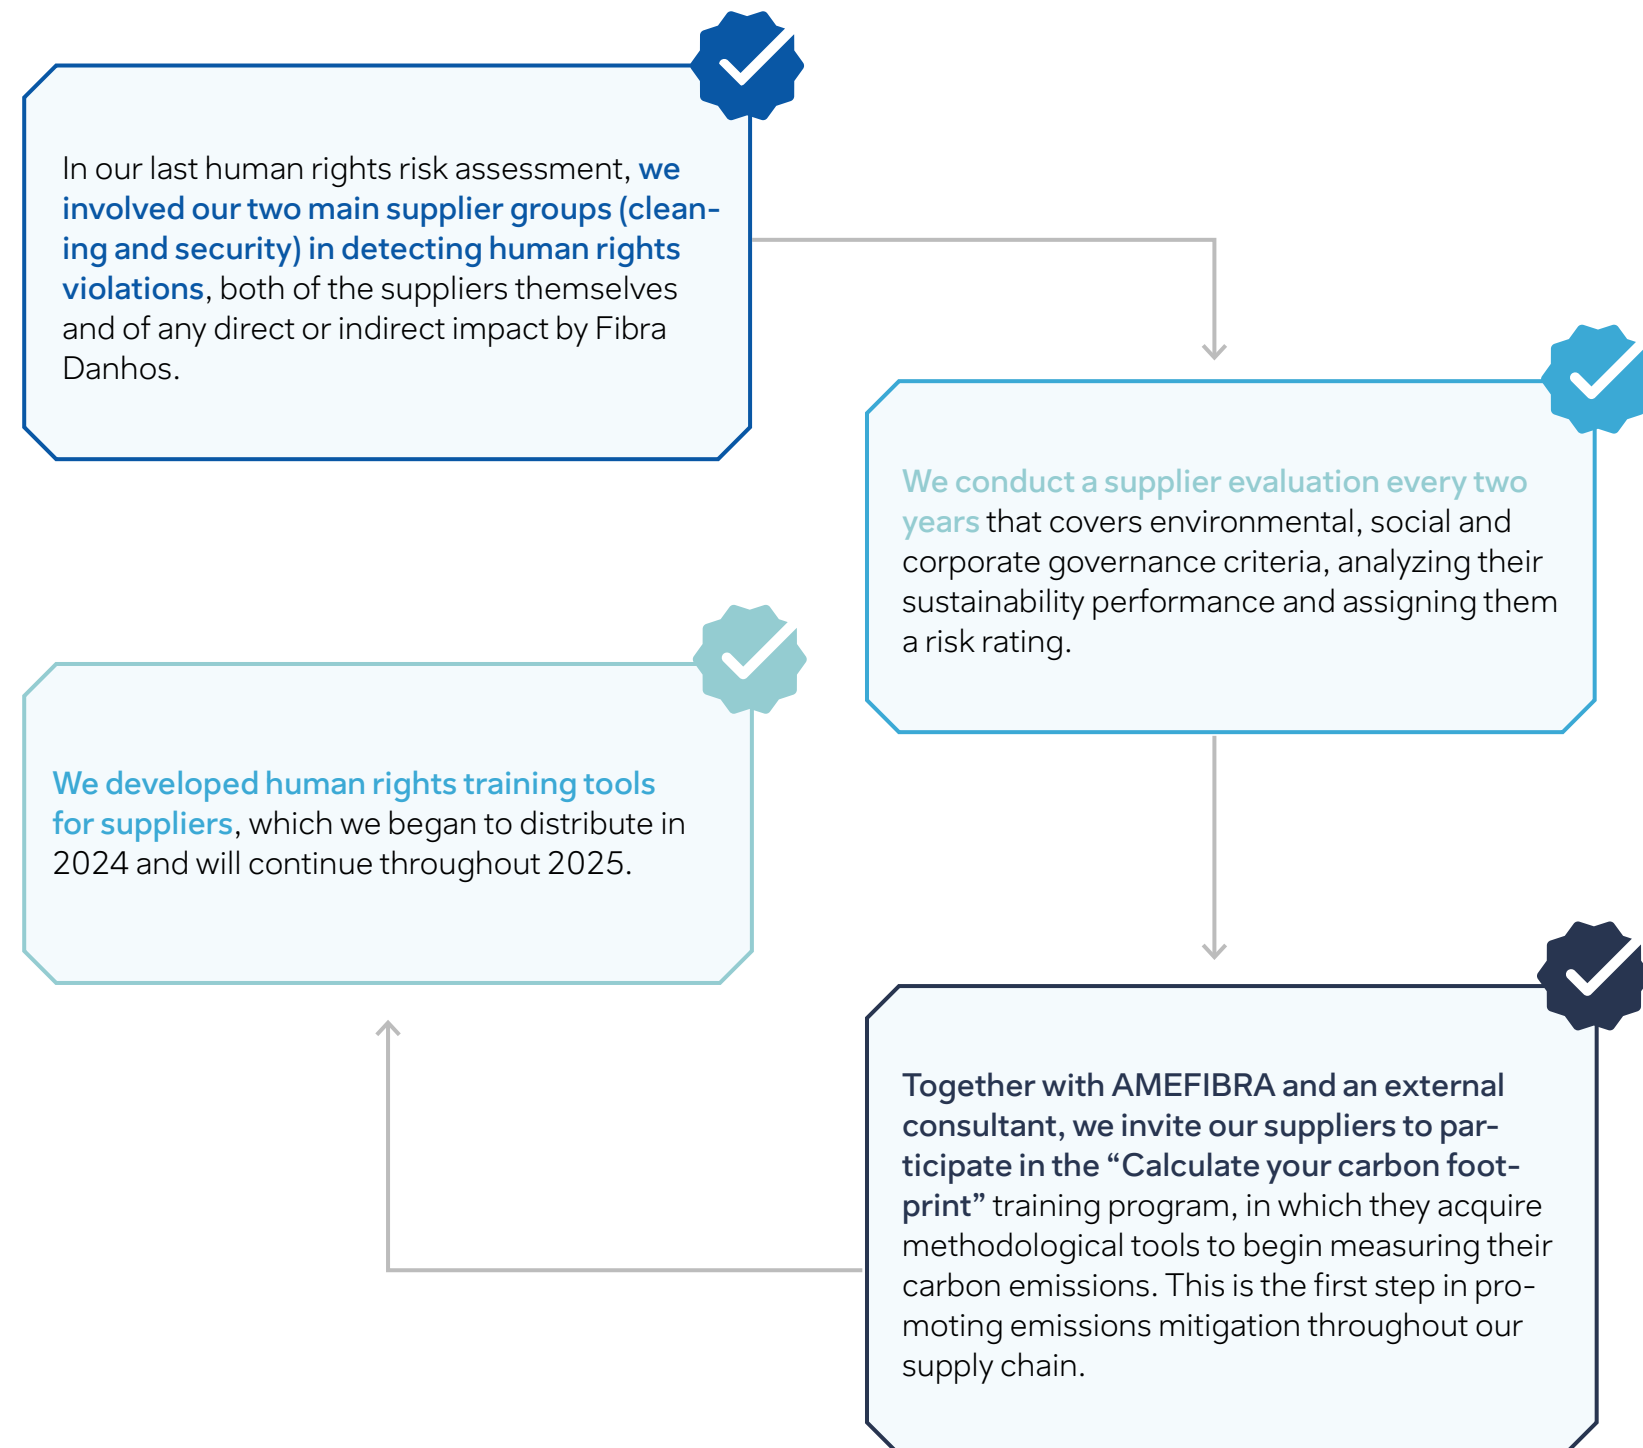 In our last human rights risk assessment, we
involved our two main supplier groups (clean-
ing and security) in detecting human rights
violations, both of the suppliers themselves
and of any direct or indirect impact by Fibra
Danhos.
We conduct a supplier evaluation every two
years that covers environmental, social and
corporate governance criteria, analyzing their
sustainability performance and assigning them
a risk rating.
Together with AMEFIBRA and an external
consultant, we invite our suppliers to par-
ticipate in the “Calculate your carbon foot-
print” training program, in which they acquire
methodological tools to begin measuring their
carbon emissions. This is the first step in pro-
moting emissions mitigation throughout our
supply chain.
We developed human rights training tools
for suppliers, which we began to distribute in
2024 and will continue throughout 2025.